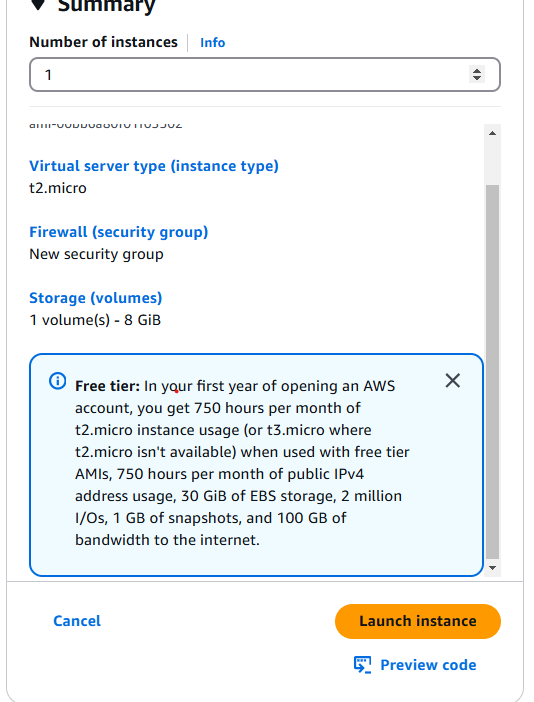 Summary
Number of instances Info
1
Virtual server type (instance type)
t2.micro
Firewall (security group)
New security group
Storage (volumes)
1 volume(s) - 8 GiB
Free tier: In your first year of opening an AWS
account, you get 750 hours per month of
t2.micro instance usage (or t3.micro where
t2.micro isn't available) when used with free tier
AMIs, 750 hours per month of public IPv4
address usage, 30 GiB of EBS storage, 2 million
I/Os, 1 GB of snapshots, and 100 GB of
bandwidth to the internet.
Cancel
Launch instance
Preview code